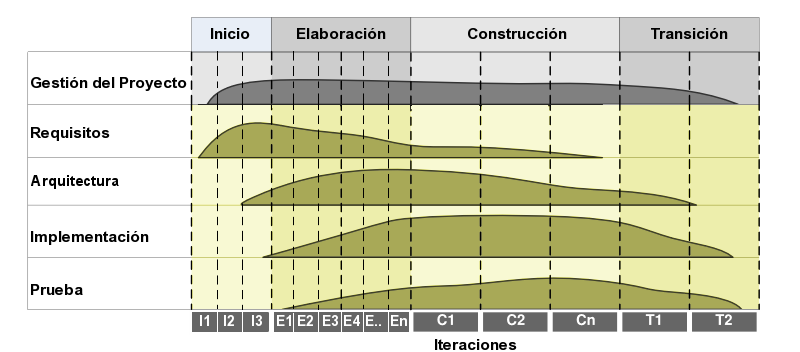 Inicio Elaboración Construcción Transición
Gestión del Proyecto
Requisitos
Arquitectura
Implementación
Prueba
I1 I2 I3 E1 E2 E3 E4 E.. En C1 C2 Cn T1 T2
Iteraciones